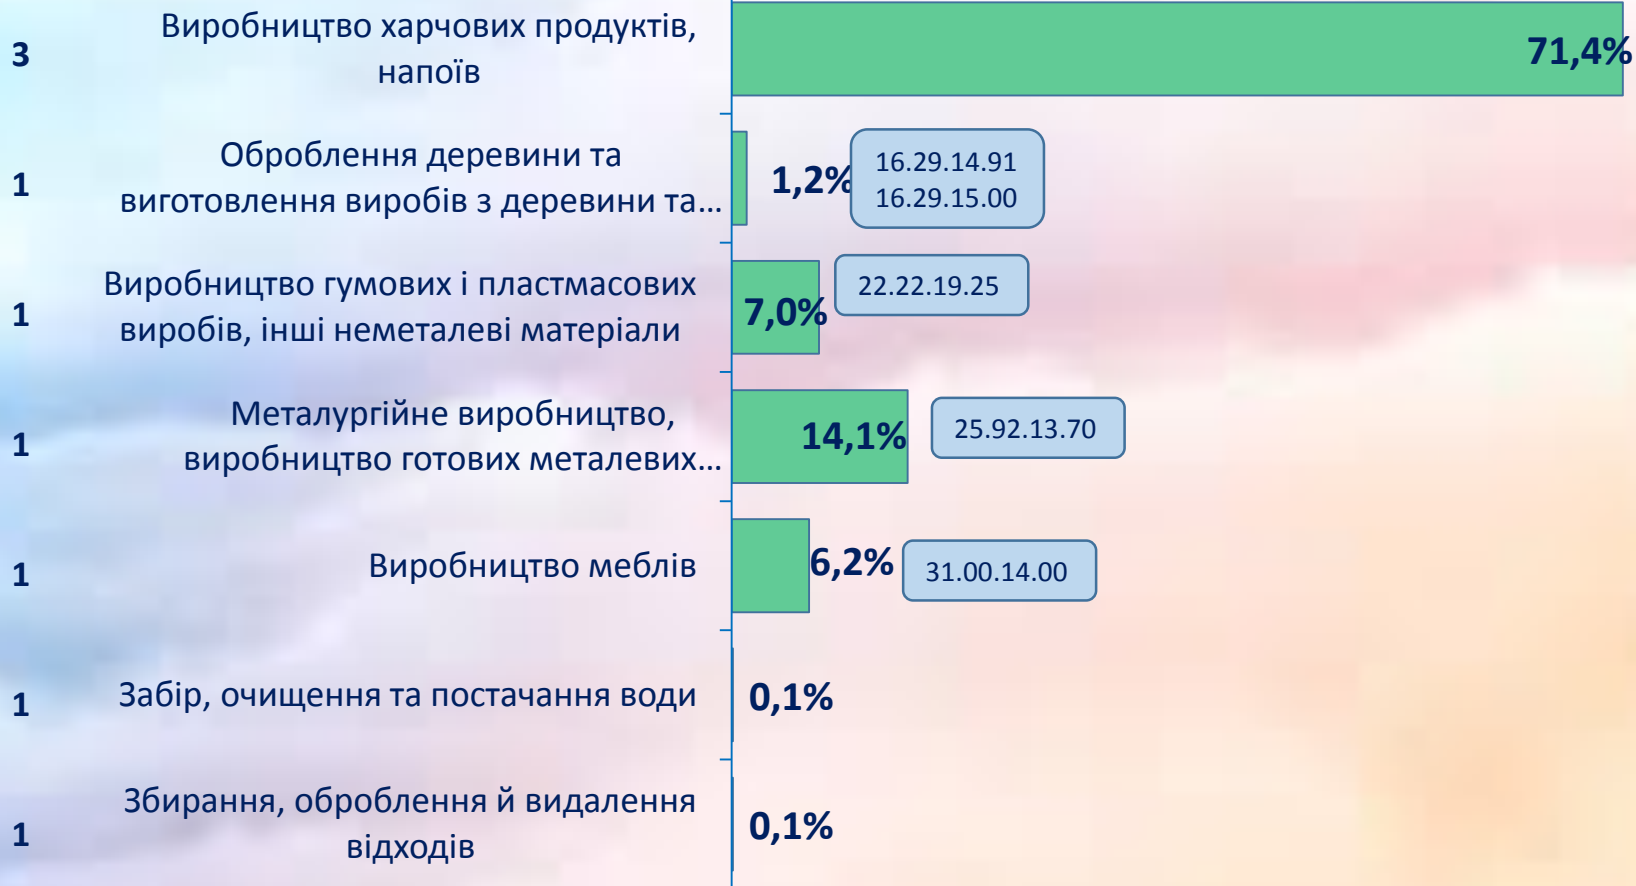 Виробництво харчових продуктів,
напоїв
3
71,4%
Оброблення деревини та
виготовлення виробів з деревини та...
1
1,2%
16.29.14.91
16.29.15.00
Виробництво гумових і пластмасових
виробів, інші неметалеві матеріали
1
7,0%
22.22.19.25
Металургійне виробництво,
виробництво готових металевих...
1
14,1%
25.92.13.70
Виробництво меблів
1
6,2%
31.00.14.00
1
Забір, очищення та постачання води
0,1%
Збирання, оброблення й видалення
відходів
1
0,1%